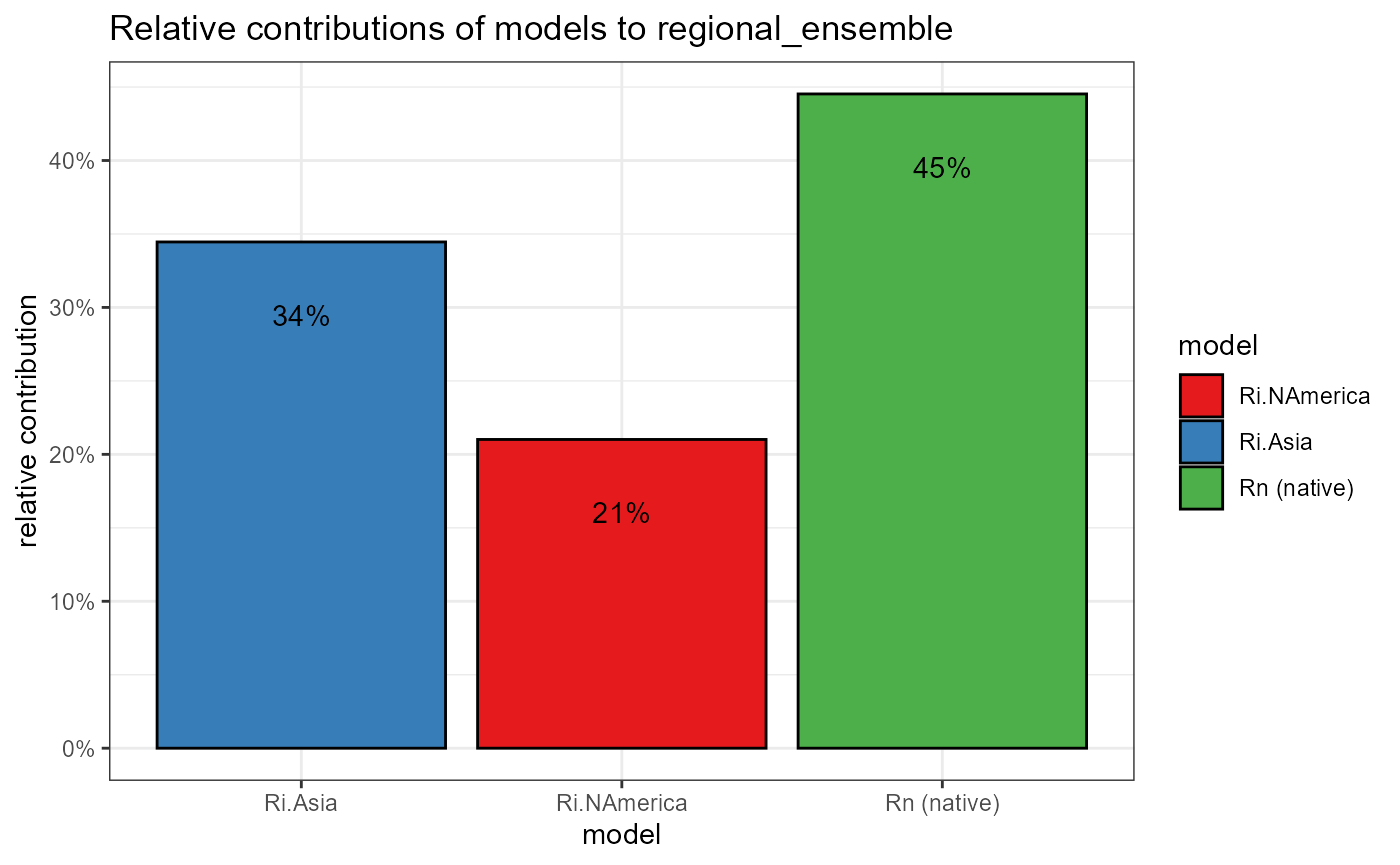 Relative contributions of models to regional_ensemble
relative contribution
40%
30%
20%
10%
0%
34%
21%
45%
Ri.Asia
Ri.NAmerica
Rn (native)
model
model
Ri.NAmerica
Ri.Asia
Rn (native)